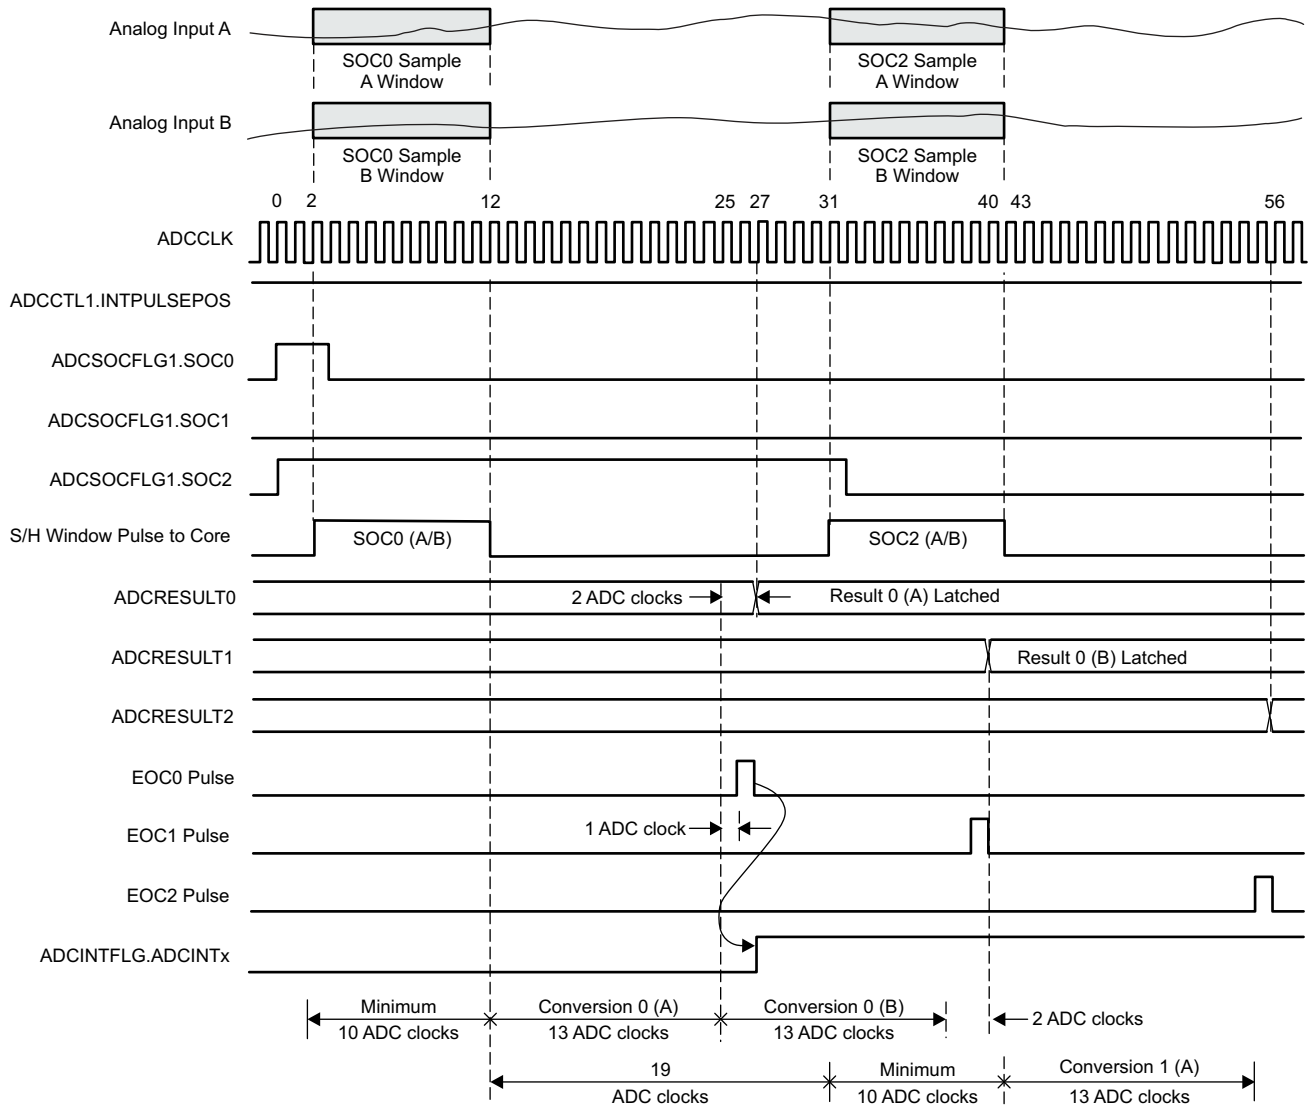 Analog Input A
SOC0 Sample
A Window
SOC2 Sample
A Window
Analog Input B
SOC0 Sample
B Window
SOC2 Sample
B Window
0 2 12 25 27 31 40 43 56
ADCCLK
ADCCTL1.INTPULSEPOS
ADCSOCFLG1.SOC0
ADCSOCFLG1.SOC1
ADCSOCFLG1.SOC2
S/H Window Pulse to Core
SOC0 (A/B)
SOC2 (A/B)
ADCRESULT0
2 ADC clocks
Result 0 (A) Latched
ADCRESULT1
Result 0 (B) Latched
ADCRESULT2
EOC0 Pulse
EOC1 Pulse
1 ADC clock
EOC2 Pulse
ADCINTFLG.ADCINTx
Minimum
10 ADC clocks
Conversion 0 (A)
13 ADC clocks
Conversion 0 (B)
13 ADC clocks
2 ADC clocks
19
ADC clocks
Minimum
10 ADC clocks
Conversion 1 (A)
13 ADC clocks